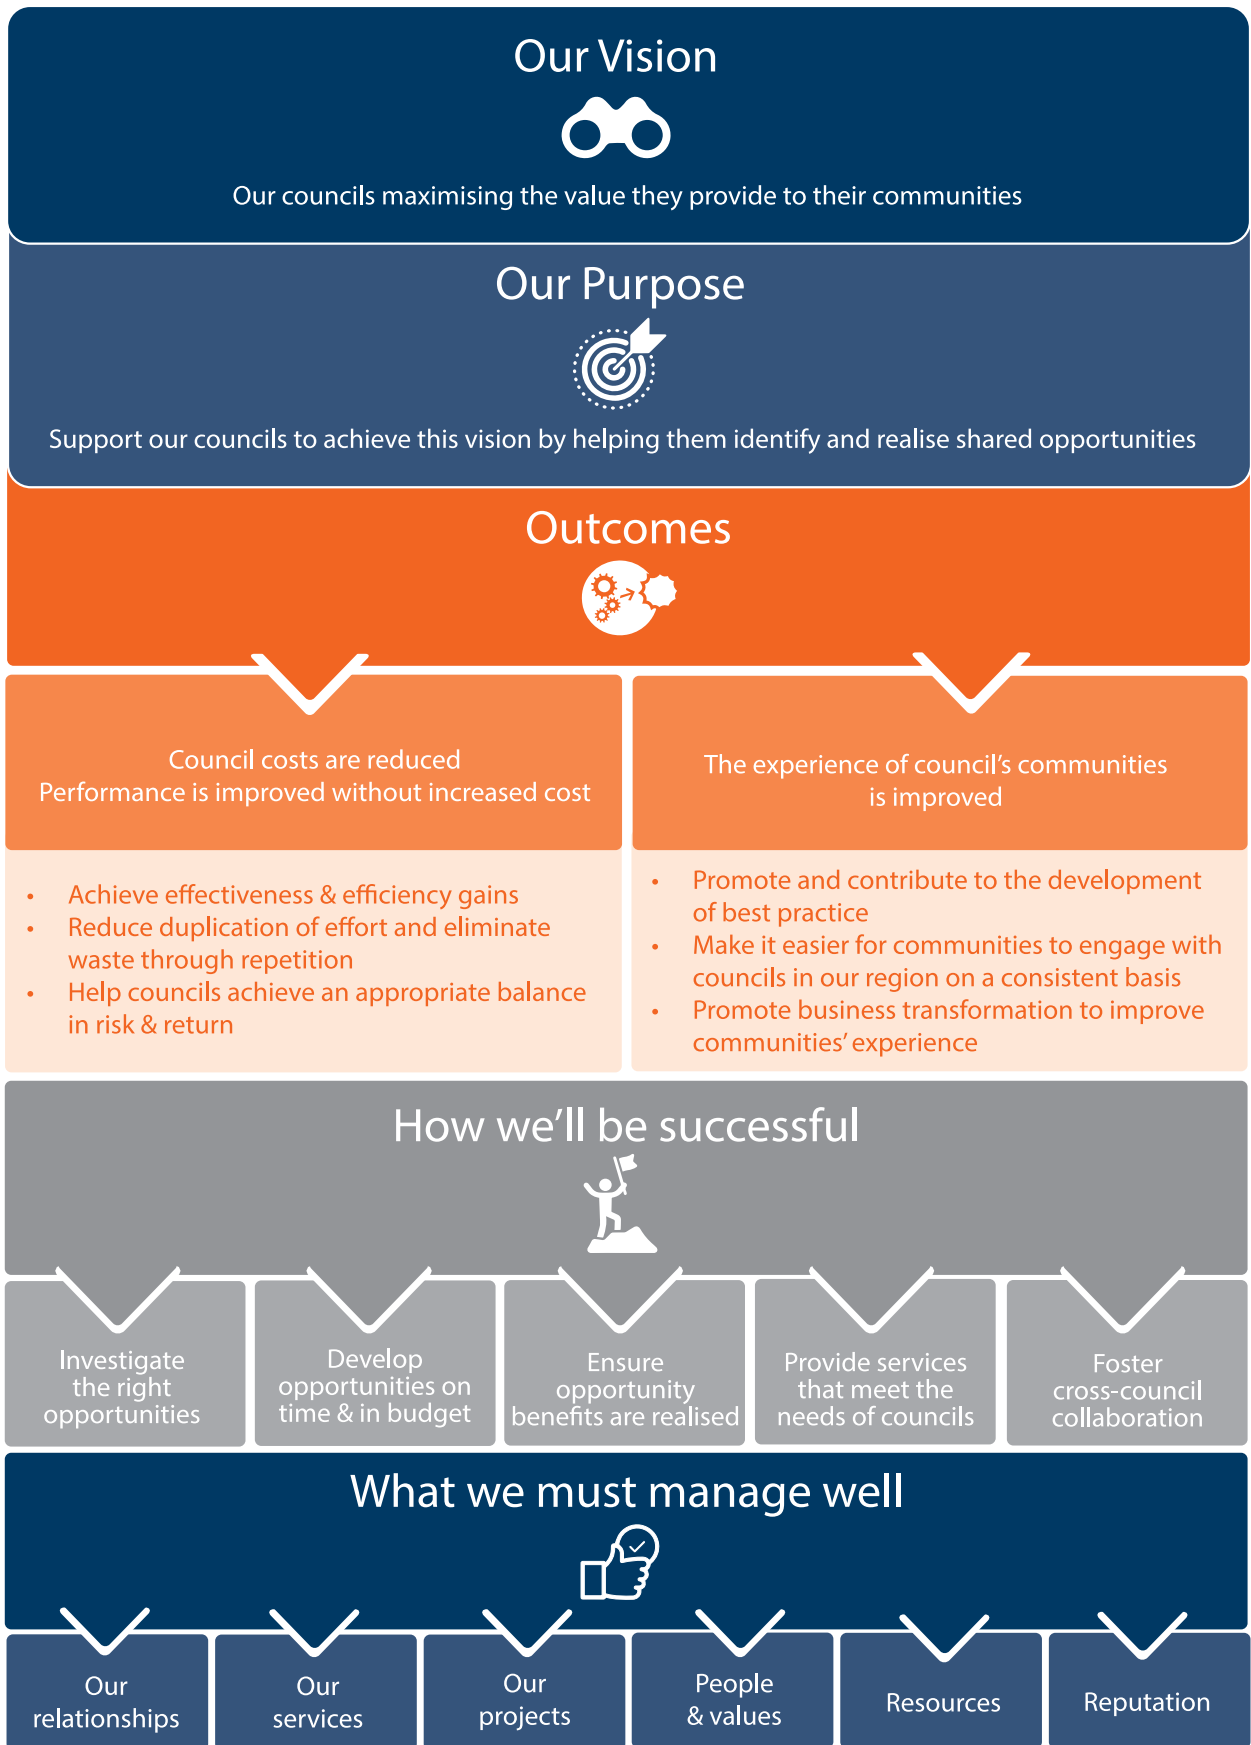 Our Vision
Our councils maximising the value they provide to their communities
Our Purpose
Support our councils to achieve this vision by helping them identify and realise shared opportunities
Outcomes
Council costs are reduced
Performance is improved without increased cost
• Achieve effectiveness & efficiency gains
• Reduce duplication of effort and eliminate
waste through repetition
• Help councils achieve an appropriate balance
in risk & return
The experience of council's communities
is improved
• Promote and contribute to the development
of best practice
• Make it easier for communities to engage with
councils in our region on a consistent basis
• Promote business transformation to improve
communities' experience
How we'll be successful
Investigate
the right
opportunities
Develop
opportunities on
time & in budget
Ensure
opportunity
benefits are realised
Provide services
that meet the
needs of councils
Foster
cross-council
collaboration
What we must manage well
Our
relationships
Our
services
Our
projects
People
& values
Resources
Reputation